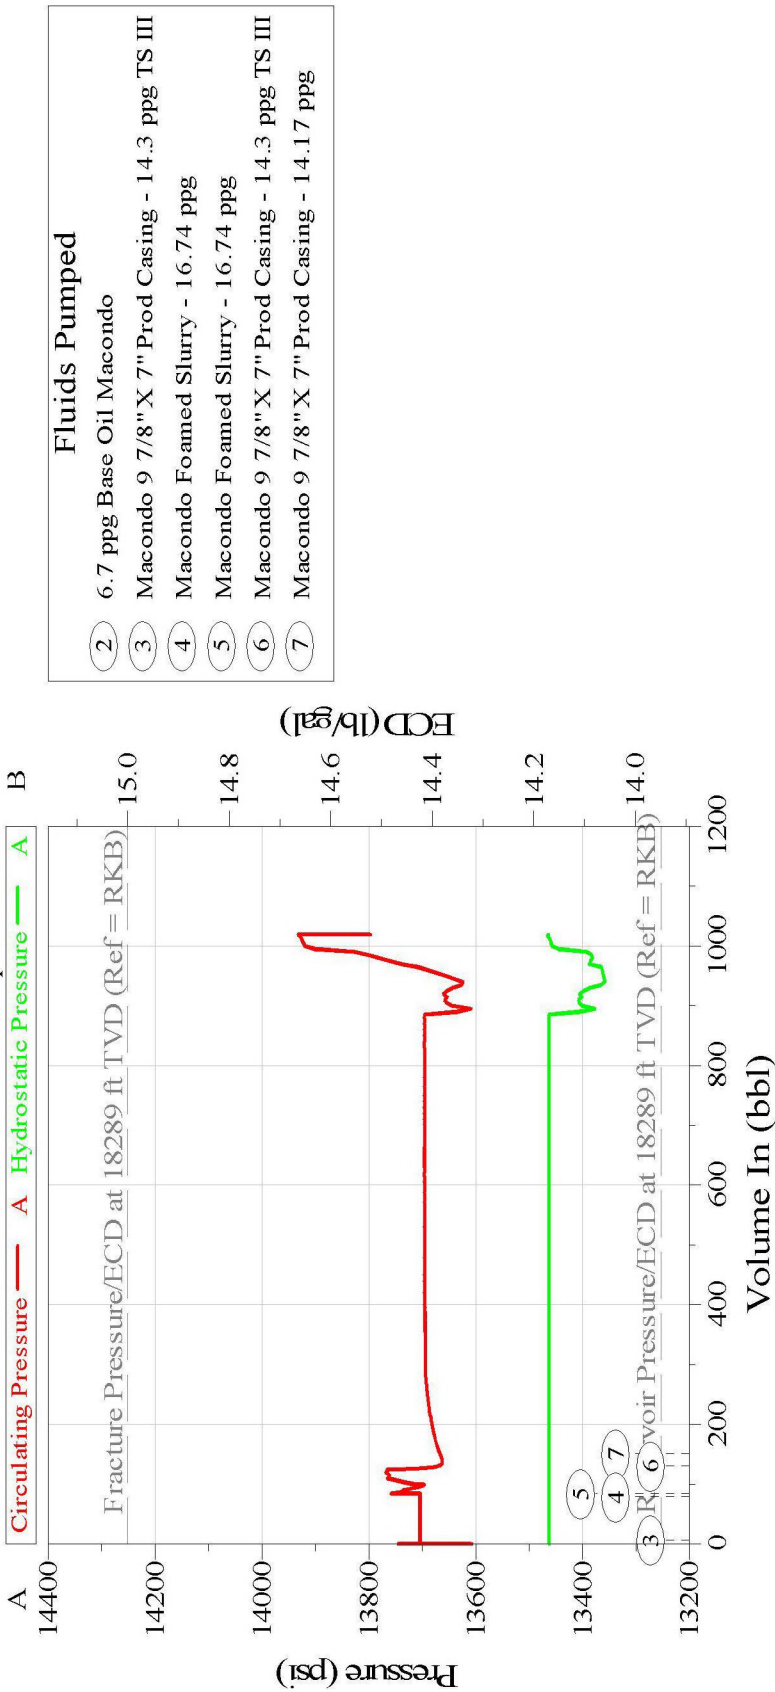 A Circulating Pressure A Hydrostatic Pressure A B
14400
14200
14000
13800
13600
13400
13200
Pressure (psi)
Fracture Pressure/ECD at 18289 ft TVD (Ref = RKB)
R voir Pressure/ECD at 18289 ft TVD (Ref = RKB)
5
3 4 7
6
0 200 400 600 800 1000 1200
Volume In (bbl)
15.0
14.8
14.6
14.4
14.2
14.0
ECD (lb/gal)
Fluids Pumped
2 6.7 ppg Base Oil Macondo
3 Macondo 9 7/8" X 7" Prod Casing - 14.3 ppg TS III
4 Macondo Foamed Slurry - 16.74 ppg
5 Macondo Foamed Slurry - 16.74 ppg
6 Macondo 9 7/8" X 7" Prod Casing - 14.3 ppg TS III
7 Macondo 9 7/8" X 7" Prod Casing - 14.17 ppg